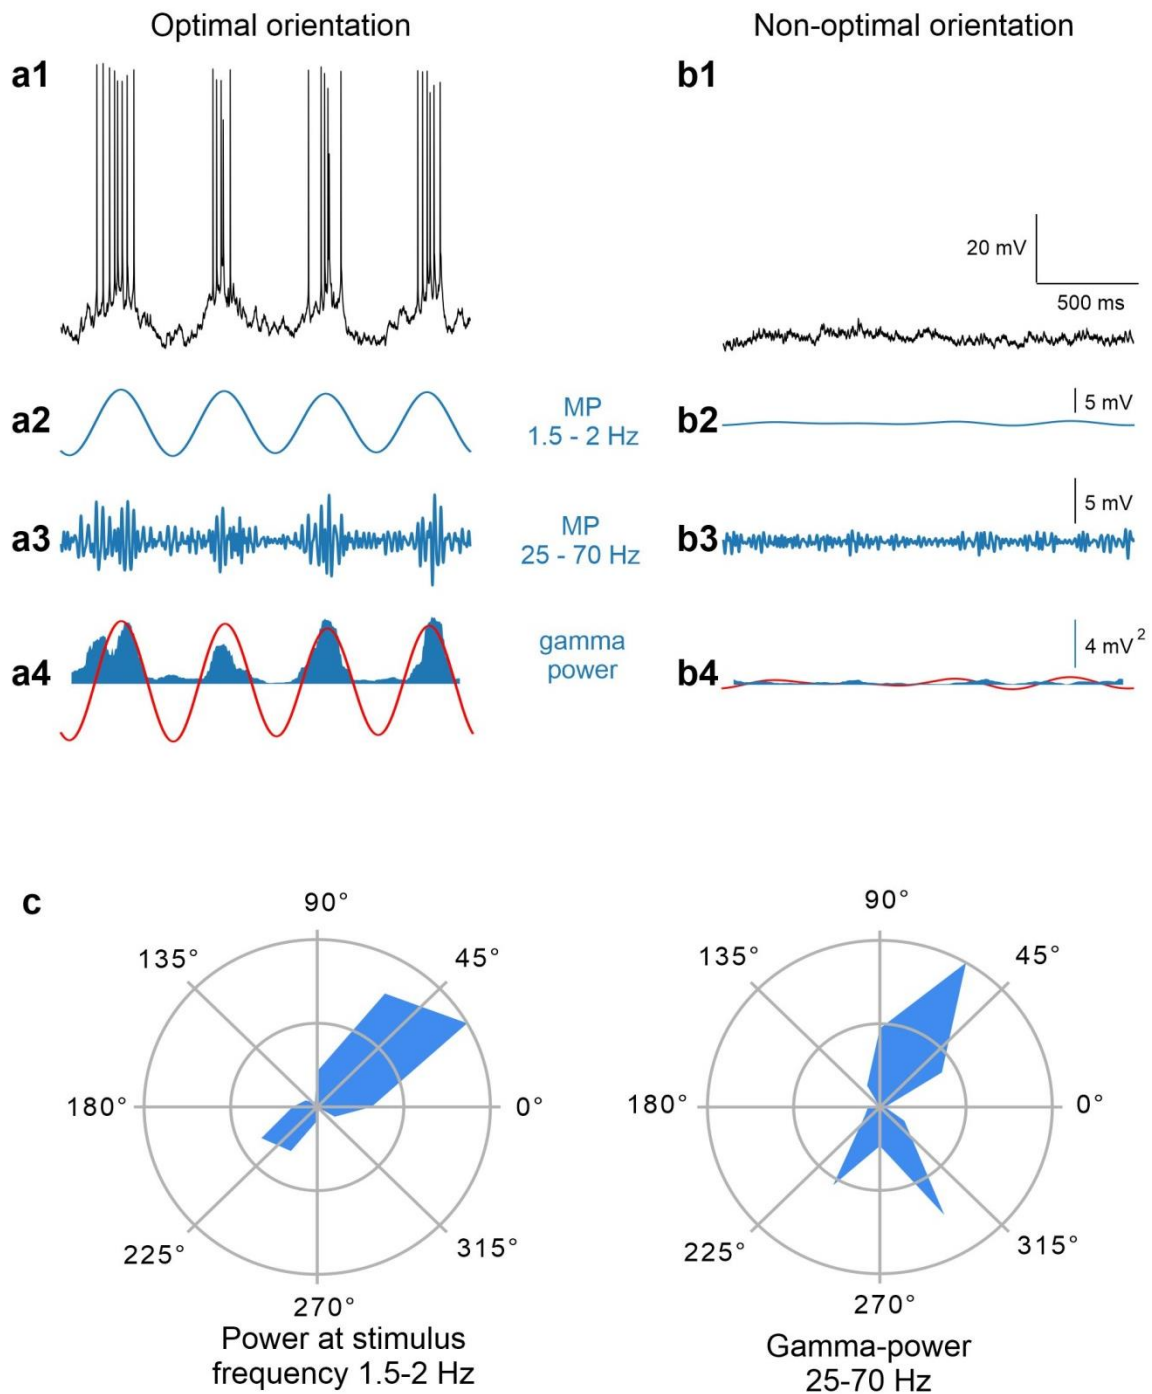 Optimal orientation
Non-optimal orientation
a1
b1
20 mV
500 ms
a2
MP
1.5 - 2 Hz
b2
5 mV
a3
MP
25 - 70 Hz
b3
5 mV
a4
gamma
power
b4
4 mV²
c
90°
135°
45°
180°
0°
225°
315°
270°
Power at stimulus
frequency 1.5-2 Hz
90°
135°
45°
180°
0°
225°
315°
270°
Gamma-power
25-70 Hz